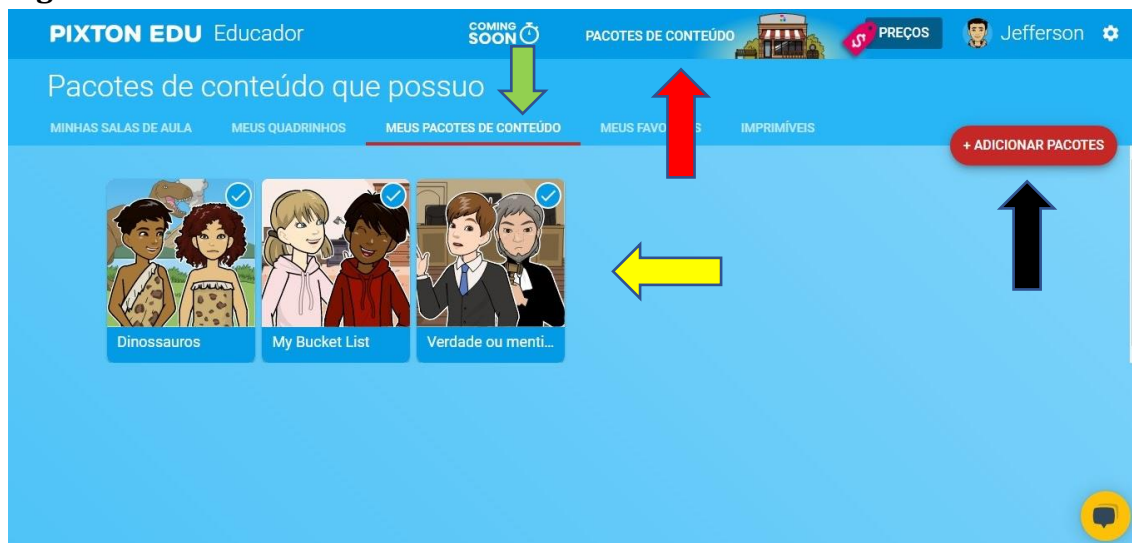 PIXTON EDU Educador
COMING SOON
PACOTES DE CONTEÚDO
PREÇOS
Jefferson
Pacotes de conteúdo que possuo
MINHAS SALAS DE AULA MEUS QUADRINHOS MEUS PACOTES DE CONTEÚDO MEUS IMPRIMÍVEIS
+ ADICIONAR PACOTES
Dinossauros
My Bucket List
Verdade ou menti...